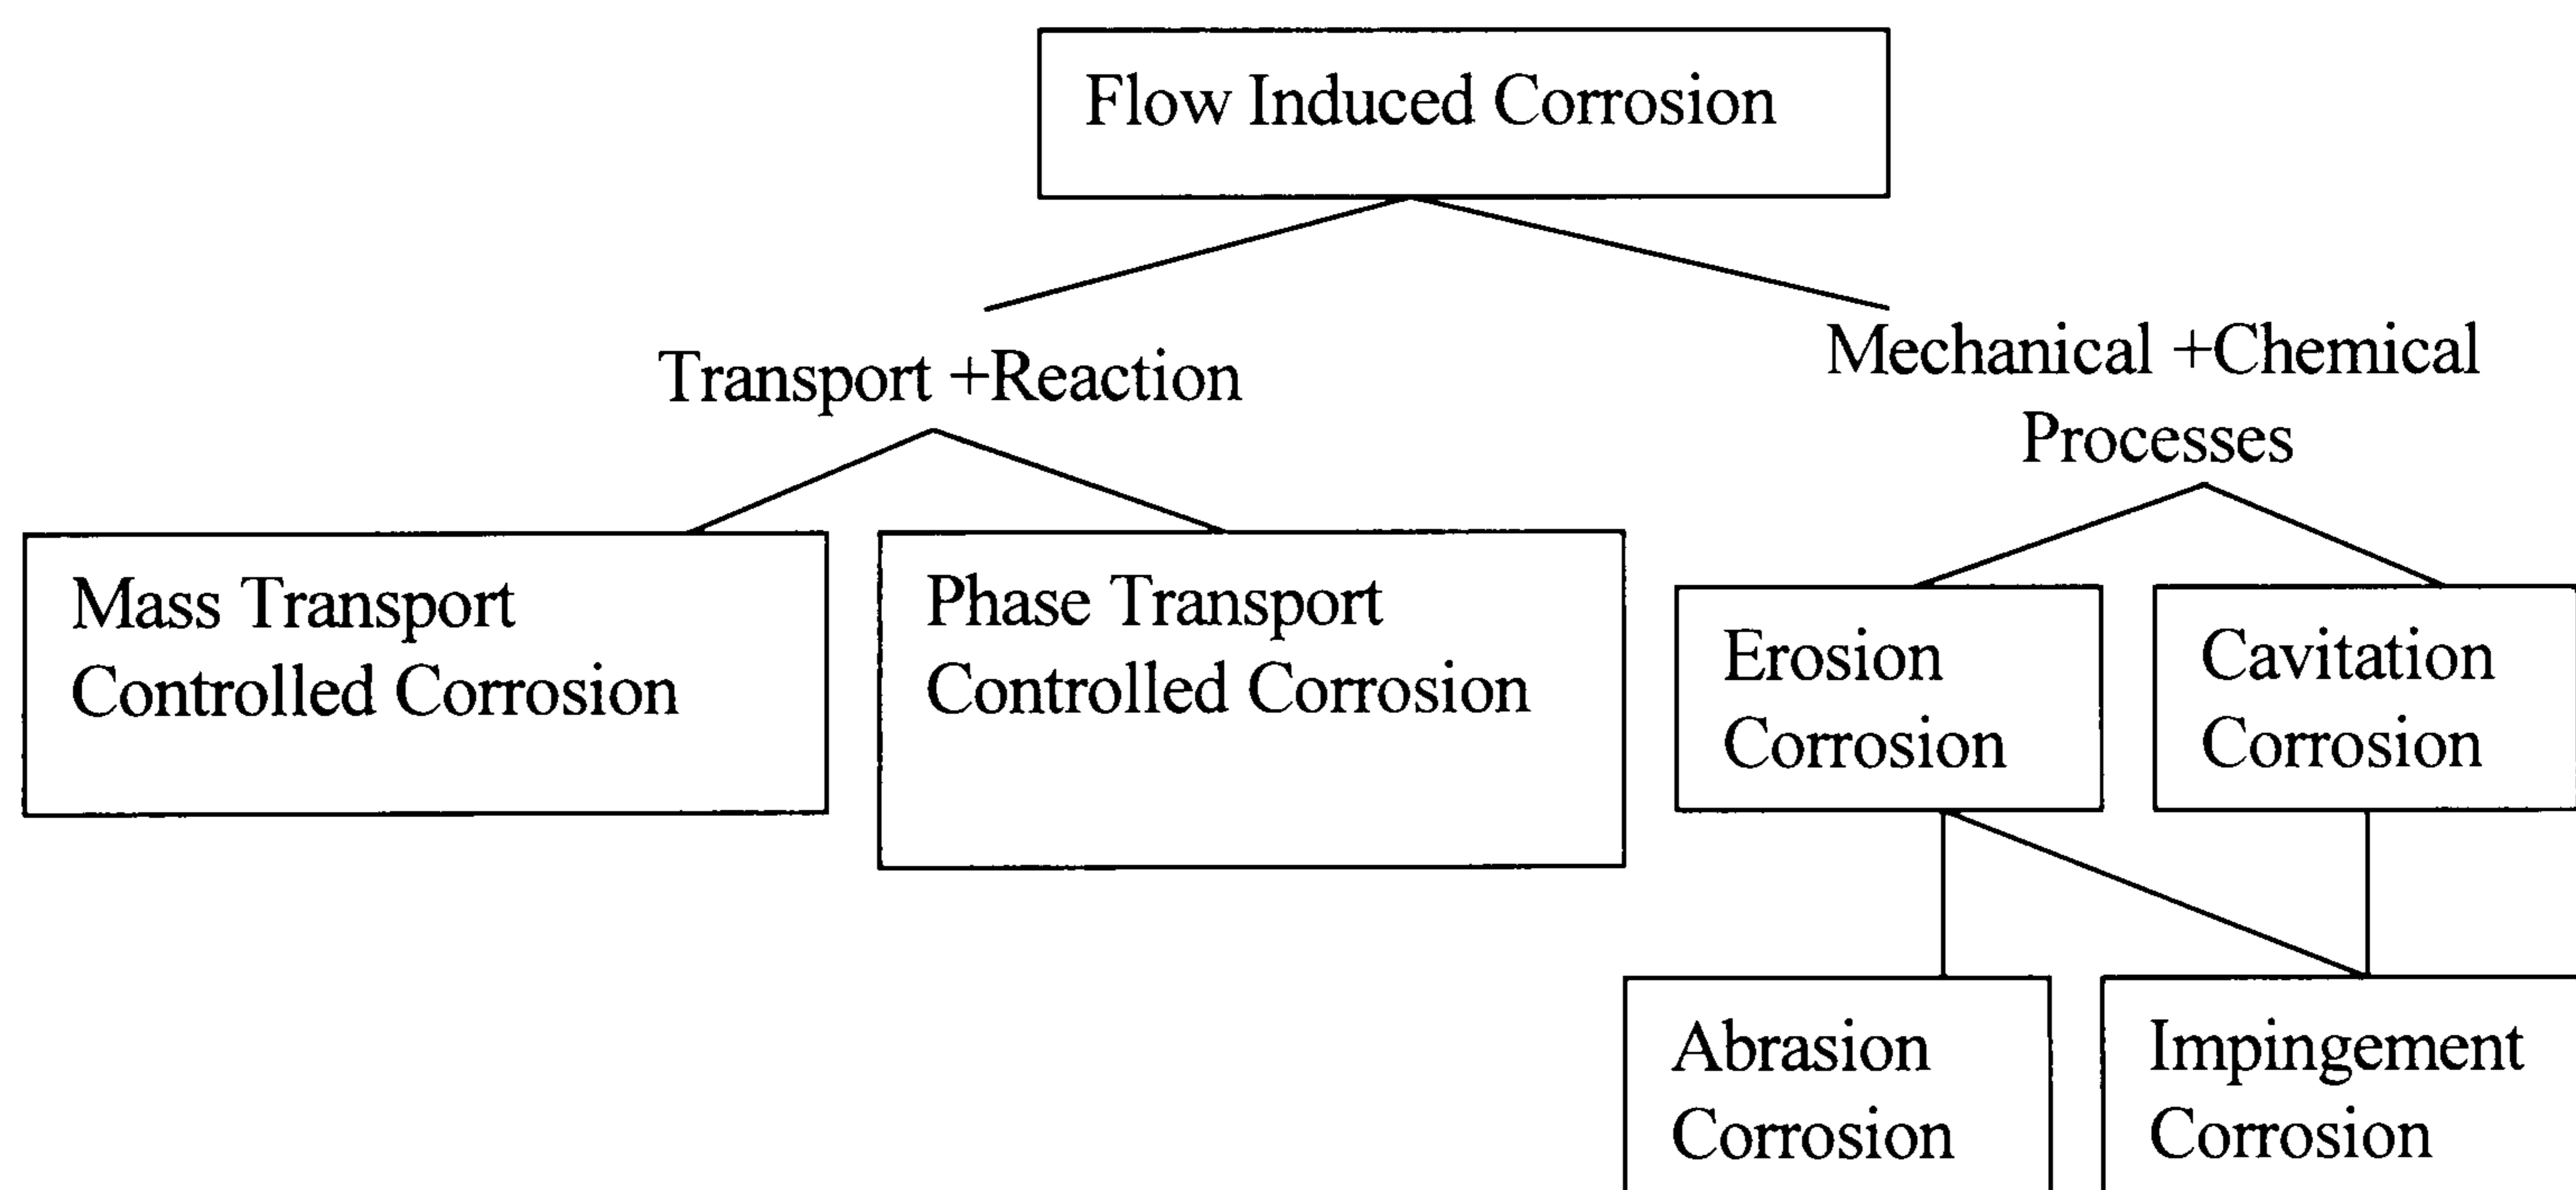 Flow Induced Corrosion
Transport +Reaction
Mechanical +Chemical
Processes
Mass Transport
Controlled Corrosion
Phase Transport
Controlled Corrosion
Erosion
Corrosion
Cavitation
Corrosion
Abrasion
Corrosion
Impingement
Corrosion